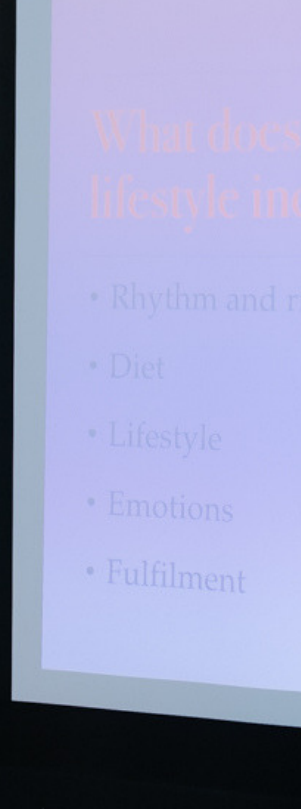 What does
lifestyle
• Rhythm and
• Diet
• Lifestyle
• Emotions
• Fulfilment